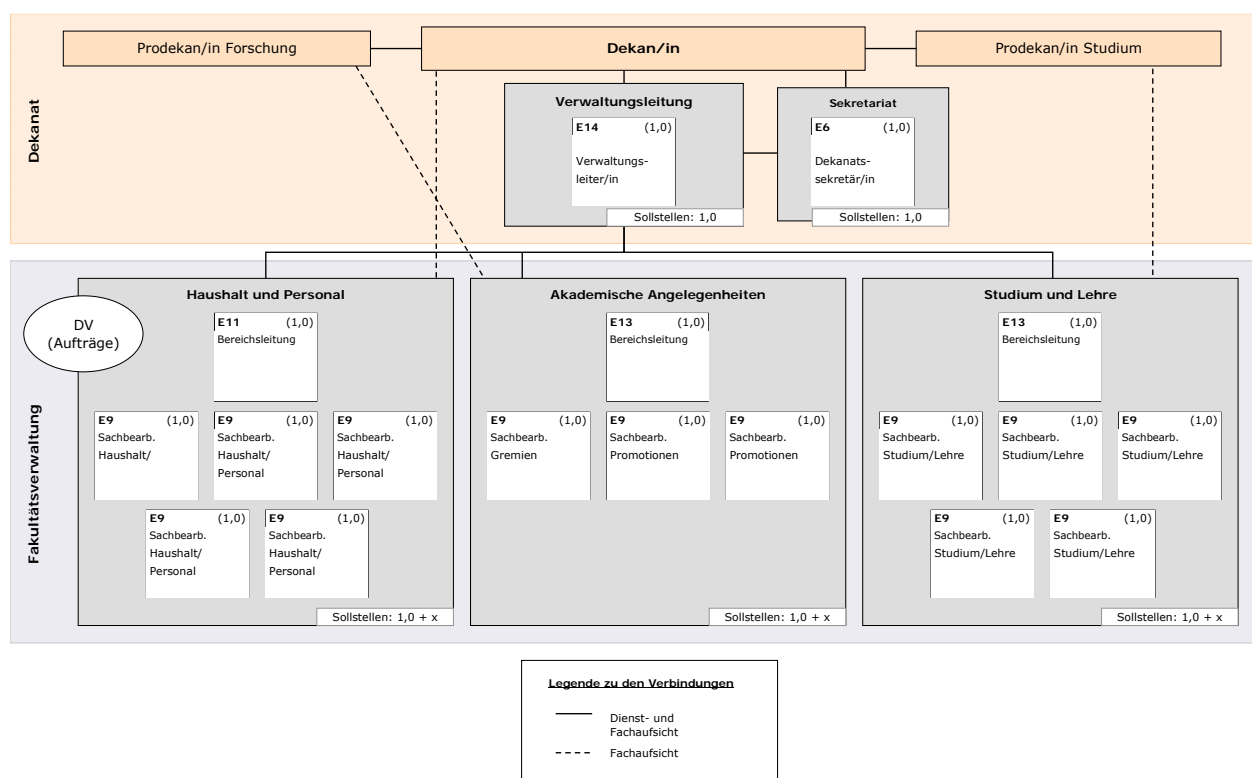 Prodekan/in Forschung
Dekan/in
Prodekan/in Studium
Dekanat
Verwaltungsleitung
E14 (1,0)
Verwaltungs-
leiter/in
Sollstellen: 1,0
Sekretariat
E6 (1,0)
Dekanats-
sekretär/in
Sollstellen: 1,0
Fakultätsverwaltung
DV
(Aufträge)
Haushalt und Personal
E11 (1,0)
Bereichsleitung
E9 (1,0)
Sachbearb.
Haushalt/
E9 (1,0)
Sachbearb.
Haushalt/
Personal
E9 (1,0)
Sachbearb.
Haushalt/
Personal
E9 (1,0)
Sachbearb.
Haushalt/
Personal
E9 (1,0)
Sachbearb.
Haushalt/
Personal
Sollstellen: 1,0 + x
Akademische Angelegenheiten
E13 (1,0)
Bereichsleitung
E9 (1,0)
Sachbearb.
Gremien
E9 (1,0)
Sachbearb.
Promotionen
E9 (1,0)
Sachbearb.
Promotionen
Sollstellen: 1,0 + x
Studium und Lehre
E13 (1,0)
Bereichsleitung
E9 (1,0)
Sachbearb.
Studium/Lehre
E9 (1,0)
Sachbearb.
Studium/Lehre
E9 (1,0)
Sachbearb.
Studium/Lehre
E9 (1,0)
Sachbearb.
Studium/Lehre
E9 (1,0)
Sachbearb.
Studium/Lehre
Sollstellen: 1,0 + x
Legende zu den Verbindungen
Dienst- und
Fachaufsicht
Fachaufsicht